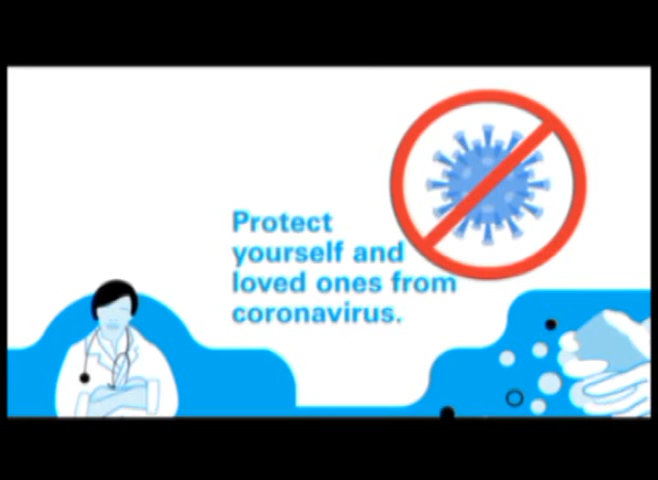 Protect
yourself and
loved ones from
coronavirus.